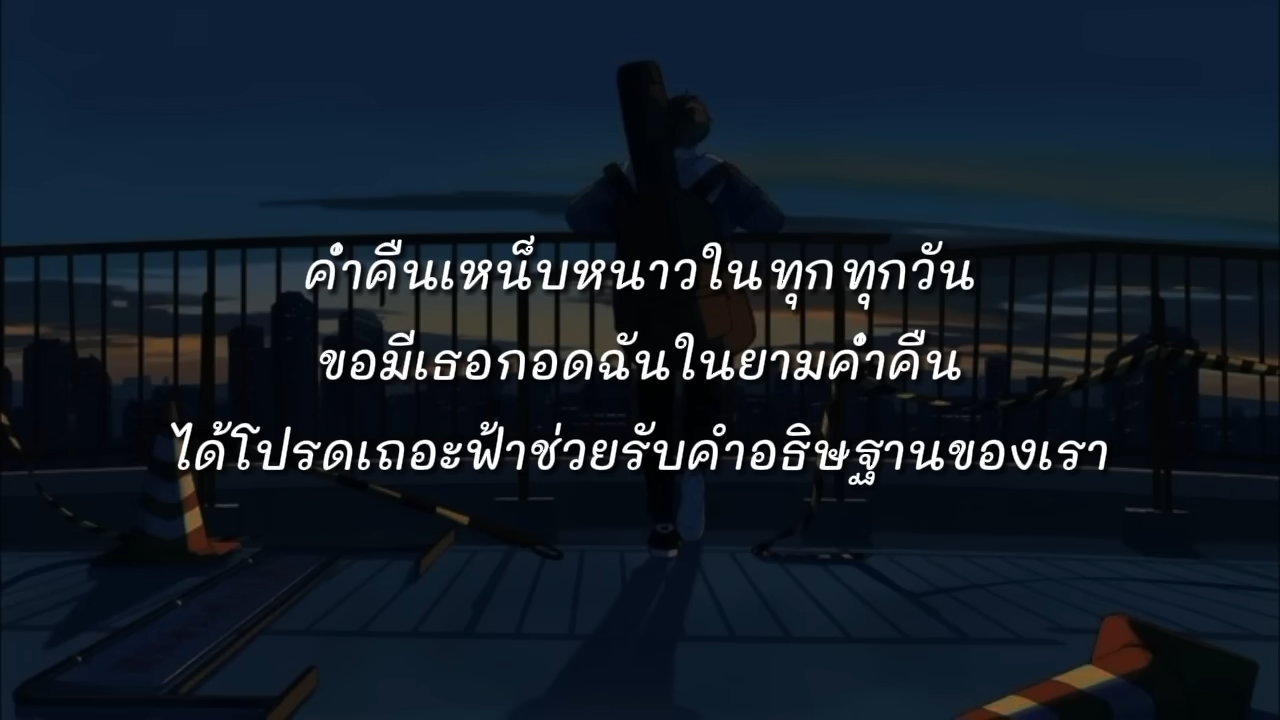 ค่ำคืนเหน็บหนาวในทุกทุกวัน
ขอมีเธอกอดฉันในยามค่ำคืน
ได้โปรดเถอะฟ้าช่วยรับคำอธิษฐานของเรา